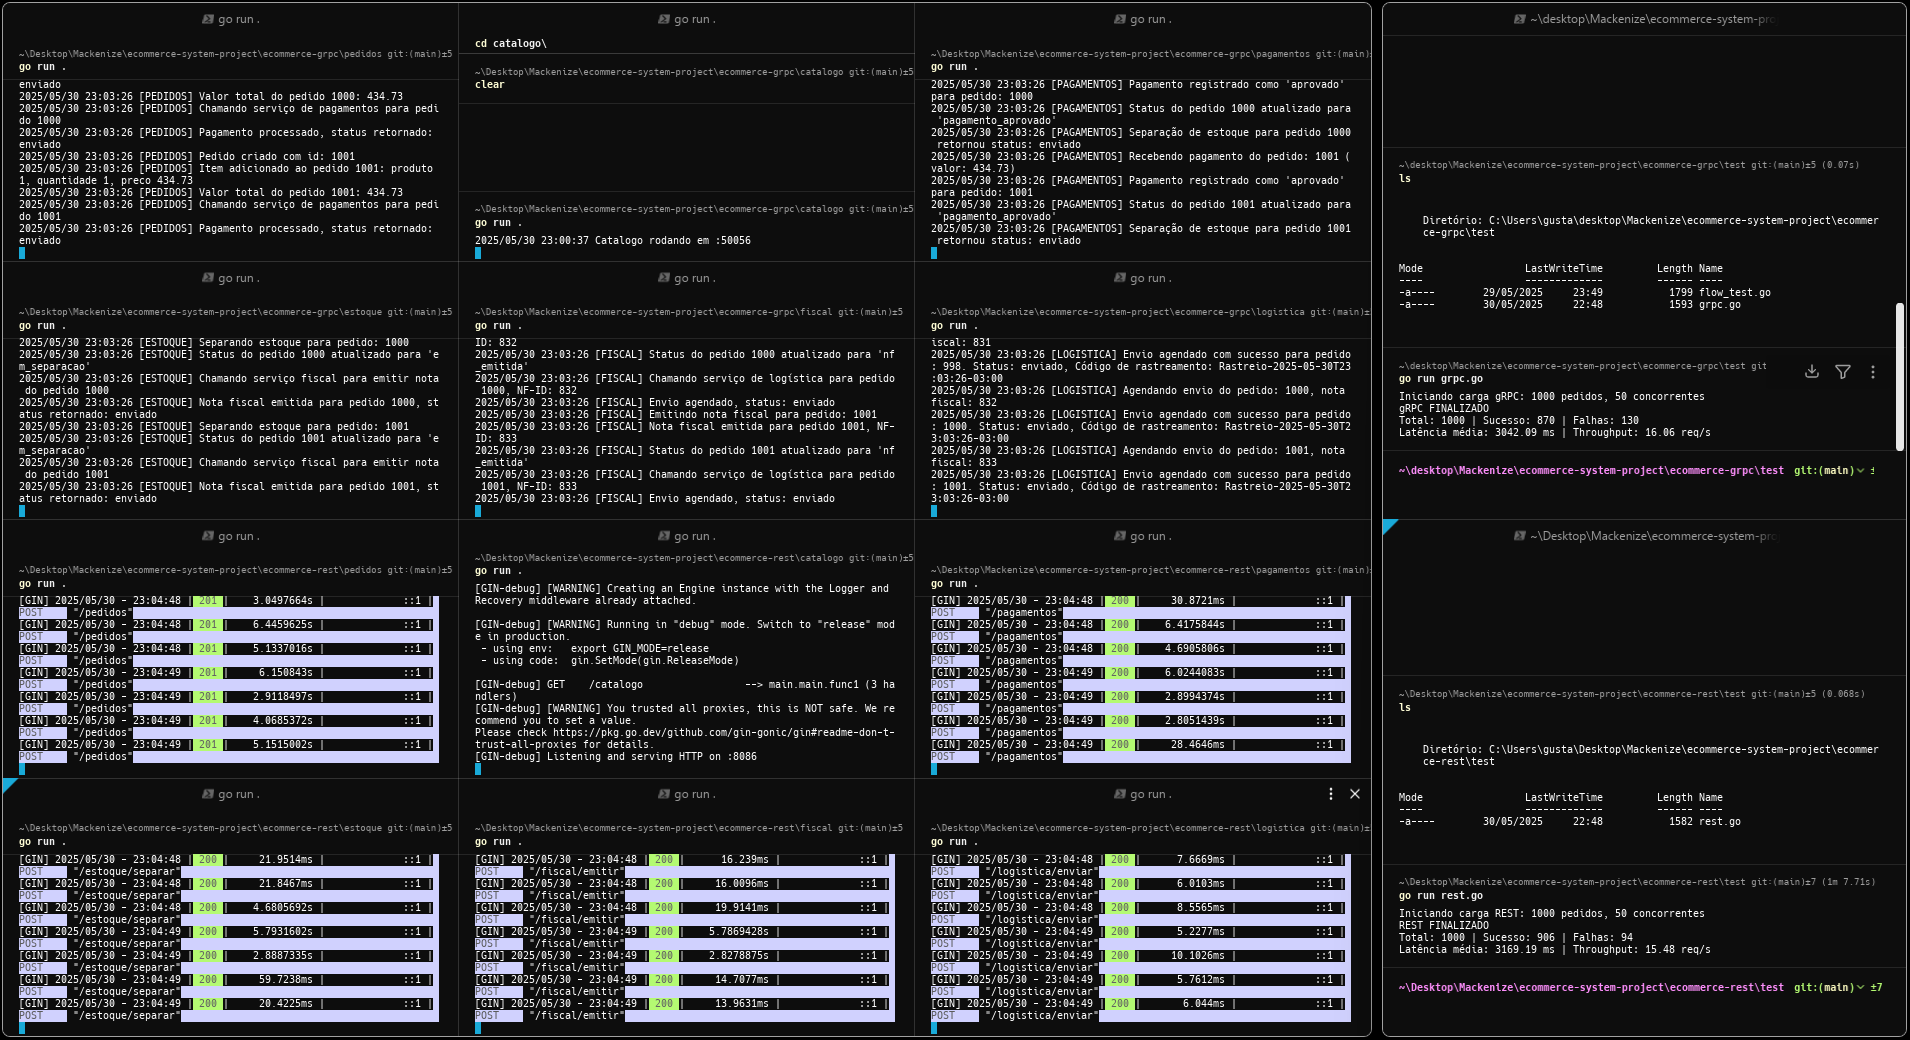 go run .
~\Desktop\Mackenize\ecommerce-system-project\ecommerce-grpc\pedidos git:(main)±5
go run .
enviado
2025/05/30 23:03:26 [PEDIDOS] Valor total do pedido 1000: 434.73
2025/05/30 23:03:26 [PEDIDOS] Chamando serviço de pagamentos para pedi
do 1000
2025/05/30 23:03:26 [PEDIDOS] Pagamento processado, status retornado:
enviado
2025/05/30 23:03:26 [PEDIDOS] Pedido criado com id: 1001
2025/05/30 23:03:26 [PEDIDOS] Item adicionado ao pedido 1001: produto
1, quantidade 1, preco 434.73
2025/05/30 23:03:26 [PEDIDOS] Valor total do pedido 1001: 434.73
2025/05/30 23:03:26 [PEDIDOS] Chamando serviço de pagamentos para pedi
do 1001
2025/05/30 23:03:26 [PEDIDOS] Pagamento processado, status retornado:
enviado
go run .
cd catalogo\
~\Desktop\Mackenize\ecommerce-system-project\ecommerce-grpc\catalogo git:(main)±5
clear
~\Desktop\Mackenize\ecommerce-system-project\ecommerce-grpc\catalogo git:(main)±5
go run .
2025/05/30 23:00:37 Catalogo rodando em :50056
go run .
~\Desktop\Mackenize\ecommerce-system-project\ecommerce-grpc\pagamentos git:(main)±
go run .
2025/05/30 23:03:26 [PAGAMENTOS] Pagamento registrado como 'aprovado'
para pedido: 1000
2025/05/30 23:03:26 [PAGAMENTOS] Status do pedido 1000 atualizado para
'pagamento_aprovado'
2025/05/30 23:03:26 [PAGAMENTOS] Separação de estoque para pedido 1000
retornou status: enviado
2025/05/30 23:03:26 [PAGAMENTOS] Recebendo pagamento do pedido: 1001 (
valor: 434.73)
2025/05/30 23:03:26 [PAGAMENTOS] Pagamento registrado como 'aprovado'
para pedido: 1001
2025/05/30 23:03:26 [PAGAMENTOS] Status do pedido 1001 atualizado para
'pagamento_aprovado'
2025/05/30 23:03:26 [PAGAMENTOS] Separação de estoque para pedido 1001
retornou status: enviado
go run .
~\Desktop\Mackenize\ecommerce-system-project\ecommerce-grpc\estoque git:(main)±5
go run .
2025/05/30 23:03:26 [ESTOQUE] Separando estoque para pedido: 1000
2025/05/30 23:03:26 [ESTOQUE] Status do pedido 1000 atualizado para 'e
m_separacao'
2025/05/30 23:03:26 [ESTOQUE] Chamando serviço fiscal para emitir nota
do pedido 1000
2025/05/30 23:03:26 [ESTOQUE] Nota fiscal emitida para pedido 1000, st
atus retornado: enviado
2025/05/30 23:03:26 [ESTOQUE] Separando estoque para pedido: 1001
2025/05/30 23:03:26 [ESTOQUE] Status do pedido 1001 atualizado para 'e
m_separacao'
2025/05/30 23:03:26 [ESTOQUE] Chamando serviço fiscal para emitir nota
do pedido 1001
2025/05/30 23:03:26 [ESTOQUE] Nota fiscal emitida para pedido 1001, st
atus retornado: enviado
go run .
~\Desktop\Mackenize\ecommerce-system-project\ecommerce-grpc\fiscal git:(main)±5
go run .
ID: 832
2025/05/30 23:03:26 [FISCAL] Status do pedido 1000 atualizado para 'nf
_emitida'
2025/05/30 23:03:26 [FISCAL] Chamando serviço de logística para pedido
1000, NF-ID: 832
2025/05/30 23:03:26 [FISCAL] Envio agendado, status: enviado
2025/05/30 23:03:26 [FISCAL] Emitindo nota fiscal para pedido: 1001
2025/05/30 23:03:26 [FISCAL] Nota fiscal emitida para pedido 1001, NF-
ID: 833
2025/05/30 23:03:26 [FISCAL] Status do pedido 1001 atualizado para 'nf
_emitida'
2025/05/30 23:03:26 [FISCAL] Chamando serviço de logística para pedido
1001, NF-ID: 833
2025/05/30 23:03:26 [FISCAL] Envio agendado, status: enviado
go run .
~\Desktop\Mackenize\ecommerce-system-project\ecommerce-grpc\logistica git:(main)±
go run .
iscal: 831
2025/05/30 23:03:26 [LOGISTICA] Envio agendado com sucesso para pedido
: 998. Status: enviado, Código de rastreamento: Rastreio-2025-05-30T23
:03:26-03:00
2025/05/30 23:03:26 [LOGISTICA] Agendando envio do pedido: 1000, nota
fiscal: 832
2025/05/30 23:03:26 [LOGISTICA] Envio agendado com sucesso para pedido
: 1000. Status: enviado, Código de rastreamento: Rastreio-2025-05-30T2
3:03:26-03:00
2025/05/30 23:03:26 [LOGISTICA] Agendando envio do pedido: 1001, nota
fiscal: 833
2025/05/30 23:03:26 [LOGISTICA] Envio agendado com sucesso para pedido
: 1001. Status: enviado, Código de rastreamento: Rastreio-2025-05-30T2
3:03:26-03:00
go run .
~\Desktop\Mackenize\ecommerce-system-project\ecommerce-rest\pedidos git:(main)±5
go run .
[GIN] 2025/05/30 - 23:04:48 | 201 | 3.0497664s | ::1 |
POST "/pedidos"
[GIN] 2025/05/30 - 23:04:48 | 201 | 6.4459625s | ::1 |
POST "/pedidos"
[GIN] 2025/05/30 - 23:04:48 | 201 | 5.1337016s | ::1 |
POST "/pedidos"
[GIN] 2025/05/30 - 23:04:48 | 201 | 6.150843s | ::1 |
POST "/pedidos"
[GIN] 2025/05/30 - 23:04:49 | 201 | 2.9118497s | ::1 |
POST "/pedidos"
[GIN] 2025/05/30 - 23:04:49 | 201 | 4.0685372s | ::1 |
POST "/pedidos"
[GIN] 2025/05/30 - 23:04:49 | 201 | 5.1515002s | ::1 |
POST "/pedidos"
go run .
~\Desktop\Mackenize\ecommerce-system-project\ecommerce-rest\catalogo git:(main)±5
go run .
[GIN-debug] [WARNING] Creating an Engine instance with the Logger and
Recovery middleware already attached.
[GIN-debug] [WARNING] Running in "debug" mode. Switch to "release" mod
e in production.
- using env: export GIN_MODE=release
- using code: gin.SetMode(gin.ReleaseMode)
[GIN-debug] GET /catalogo --> main.main.func1 (3 ha
ndlers)
[GIN-debug] [WARNING] You trusted all proxies, this is NOT safe. We re
commend you to set a value.
Please check https://pkg.go.dev/github.com/gin-gonic/gin#readme-don-t-
trust-all-proxies for details.
[GIN-debug] Listening and serving HTTP on :8086
go run .
~\Desktop\Mackenize\ecommerce-system-project\ecommerce-rest\pagamentos git:(main)±
go run .
[GIN] 2025/05/30 - 23:04:48 | 200 | 30.8721ms | ::1 |
POST "/pagamentos"
[GIN] 2025/05/30 - 23:04:48 | 200 | 6.4175844s | ::1 |
POST "/pagamentos"
[GIN] 2025/05/30 - 23:04:48 | 200 | 4.6905806s | ::1 |
POST "/pagamentos"
[GIN] 2025/05/30 - 23:04:49 | 200 | 6.0244083s | ::1 |
POST "/pagamentos"
[GIN] 2025/05/30 - 23:04:49 | 200 | 2.8994374s | ::1 |
POST "/pagamentos"
[GIN] 2025/05/30 - 23:04:49 | 200 | 2.8051439s | ::1 |
POST "/pagamentos"
[GIN] 2025/05/30 - 23:04:49 | 200 | 28.4646ms | ::1 |
POST "/pagamentos"
go run .
~\Desktop\Mackenize\ecommerce-system-project\ecommerce-rest\estoque git:(main)±5
go run .
[GIN] 2025/05/30 - 23:04:48 | 200 | 21.9514ms | ::1 |
POST "/estoque/separar"
[GIN] 2025/05/30 - 23:04:48 | 200 | 21.8467ms | ::1 |
POST "/estoque/separar"
[GIN] 2025/05/30 - 23:04:48 | 200 | 4.6805692s | ::1 |
POST "/estoque/separar"
[GIN] 2025/05/30 - 23:04:49 | 200 | 5.7931602s | ::1 |
POST "/estoque/separar"
[GIN] 2025/05/30 - 23:04:49 | 200 | 2.8887335s | ::1 |
POST "/estoque/separar"
[GIN] 2025/05/30 - 23:04:49 | 200 | 59.7238ms | ::1 |
POST "/estoque/separar"
[GIN] 2025/05/30 - 23:04:49 | 200 | 20.4225ms | ::1 |
POST "/estoque/separar"
go run .
~\Desktop\Mackenize\ecommerce-system-project\ecommerce-rest\fiscal git:(main)±5
go run .
[GIN] 2025/05/30 - 23:04:48 | 200 | 16.239ms | ::1 |
POST "/fiscal/emitir"
[GIN] 2025/05/30 - 23:04:48 | 200 | 16.0096ms | ::1 |
POST "/fiscal/emitir"
[GIN] 2025/05/30 - 23:04:48 | 200 | 19.9141ms | ::1 |
POST "/fiscal/emitir"
[GIN] 2025/05/30 - 23:04:49 | 200 | 5.7869428s | ::1 |
POST "/fiscal/emitir"
[GIN] 2025/05/30 - 23:04:49 | 200 | 2.8278875s | ::1 |
POST "/fiscal/emitir"
[GIN] 2025/05/30 - 23:04:49 | 200 | 14.7077ms | ::1 |
POST "/fiscal/emitir"
[GIN] 2025/05/30 - 23:04:49 | 200 | 13.9631ms | ::1 |
POST "/fiscal/emitir"
go run .
~\Desktop\Mackenize\ecommerce-system-project\ecommerce-rest\logistica git:(main)±
go run .
[GIN] 2025/05/30 - 23:04:48 | 200 | 7.6669ms | ::1 |
POST "/logistica/enviar"
[GIN] 2025/05/30 - 23:04:48 | 200 | 6.0103ms | ::1 |
POST "/logistica/enviar"
[GIN] 2025/05/30 - 23:04:48 | 200 | 8.5565ms | ::1 |
POST "/logistica/enviar"
[GIN] 2025/05/30 - 23:04:49 | 200 | 5.2277ms | ::1 |
POST "/logistica/enviar"
[GIN] 2025/05/30 - 23:04:49 | 200 | 10.1026ms | ::1 |
POST "/logistica/enviar"
[GIN] 2025/05/30 - 23:04:49 | 200 | 5.7612ms | ::1 |
POST "/logistica/enviar"
[GIN] 2025/05/30 - 23:04:49 | 200 | 6.044ms | ::1 |
POST "/logistica/enviar"
~\desktop\Mackenize\ecommerce-system-pro
~\desktop\Mackenize\ecommerce-system-project\ecommerce-grpc\test git:(main)±5 (0.07s)
ls
Diretório: C:\Users\gusta\desktop\Mackenize\ecommerce-system-project\ecommer
ce-grpc\test
Mode LastWriteTime Length Name
---- ------------- ------ ----
-a---- 29/05/2025 23:49 1799 flow_test.go
-a---- 30/05/2025 22:48 1593 grpc.go
~\desktop\Mackenize\ecommerce-system-project\ecommerce-grpc\test git
go run grpc.go
Iniciando carga gRPC: 1000 pedidos, 50 concorrentes
gRPC FINALIZADO
Total: 1000 | Sucesso: 870 | Falhas: 130
Latência média: 3042.09 ms | Throughput: 16.06 req/s
~\desktop\Mackenize\ecommerce-system-project\ecommerce-grpc\test git:(main) ±
~\Desktop\Mackenize\ecommerce-system-pro
~\Desktop\Mackenize\ecommerce-system-project\ecommerce-rest\test git:(main)±5 (0.068s)
ls
Diretório: C:\Users\gusta\Desktop\Mackenize\ecommerce-system-project\ecommer
ce-rest\test
Mode LastWriteTime Length Name
---- ------------- ------ ----
-a---- 30/05/2025 22:48 1582 rest.go
~\Desktop\Mackenize\ecommerce-system-project\ecommerce-rest\test git:(main)±7 (1m 7.71s)
go run rest.go
Iniciando carga REST: 1000 pedidos, 50 concorrentes
REST FINALIZADO
Total: 1000 | Sucesso: 906 | Falhas: 94
Latência média: 3169.19 ms | Throughput: 15.48 req/s
~\Desktop\Mackenize\ecommerce-system-project\ecommerce-rest\test git:(main) ±7